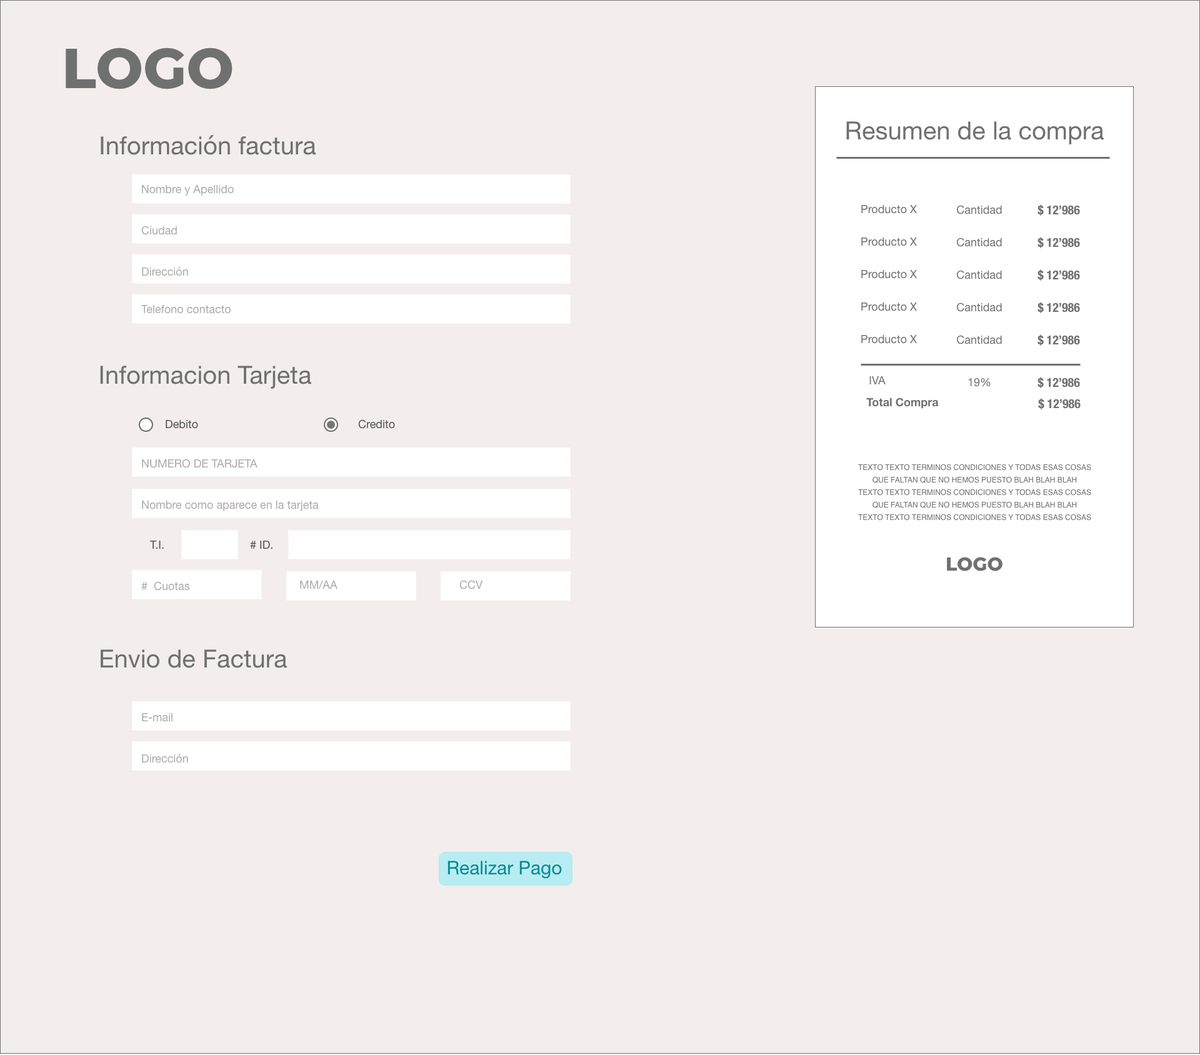 LOGO
Información factura
Nombre y Apellido
Ciudad
Dirección
Telefono contacto
Informacion Tarjeta
Debito Credito
NUMERO DE TARJETA
Nombre como aparece en la tarjeta
T.I. # ID.
# Cuotas MM/AA CCV
Envio de Factura
E-mail
Dirección
Realizar Pago
Resumen de la compra
Producto X Cantidad $ 12'986
Producto X Cantidad $ 12'986
Producto X Cantidad $ 12'986
Producto X Cantidad $ 12'986
Producto X Cantidad $ 12'986
IVA 19% $ 12'986
Total Compra $ 12'986
TEXTO TEXTO TERMINOS CONDICIONES Y TODAS ESAS COSAS
QUE FALTAN QUE NO HEMOS PUESTO BLAH BLAH BLAH
TEXTO TEXTO TERMINOS CONDICIONES Y TODAS ESAS COSAS
QUE FALTAN QUE NO HEMOS PUESTO BLAH BLAH BLAH
TEXTO TEXTO TERMINOS CONDICIONES Y TODAS ESAS COSAS
LOGO